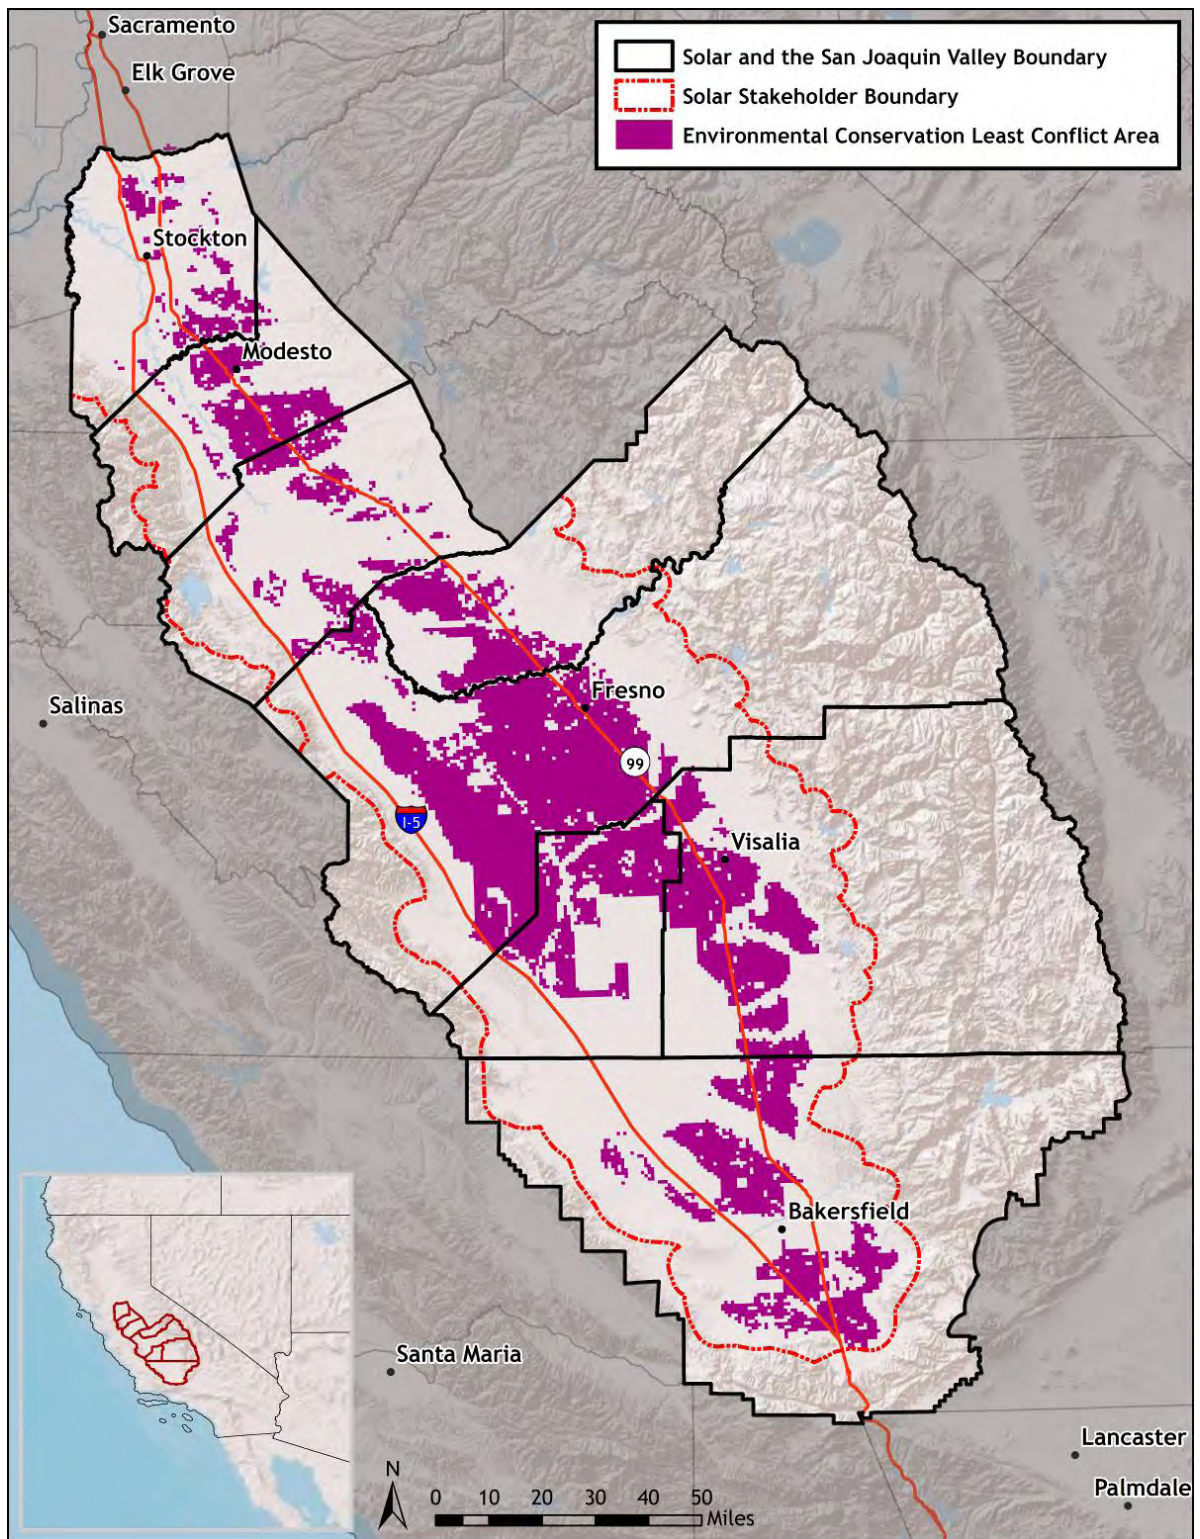 Sacramento
Elk Grove
Solar and the San Joaquin Valley Boundary
Solar Stakeholder Boundary
Environmental Conservation Least Conflict Area
Stockton
Modesto
Salinas
Fresno
99
I-5
Visalia
Bakersfield
Santa Maria
Lancaster
Palmdale
N
0 10 20 30 40 50
Miles